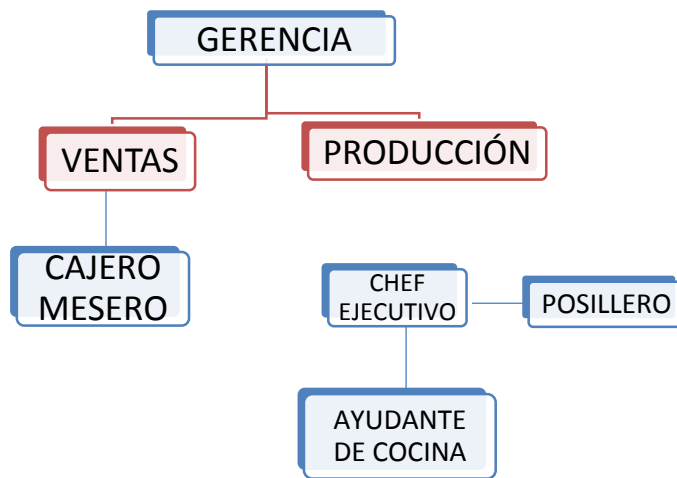 GERENCIA
VENTAS
PRODUCCIÓN
CAJERO
MESERO
CHEF
EJECUTIVO
POSILLERO
AYUDANTE
DE COCINA